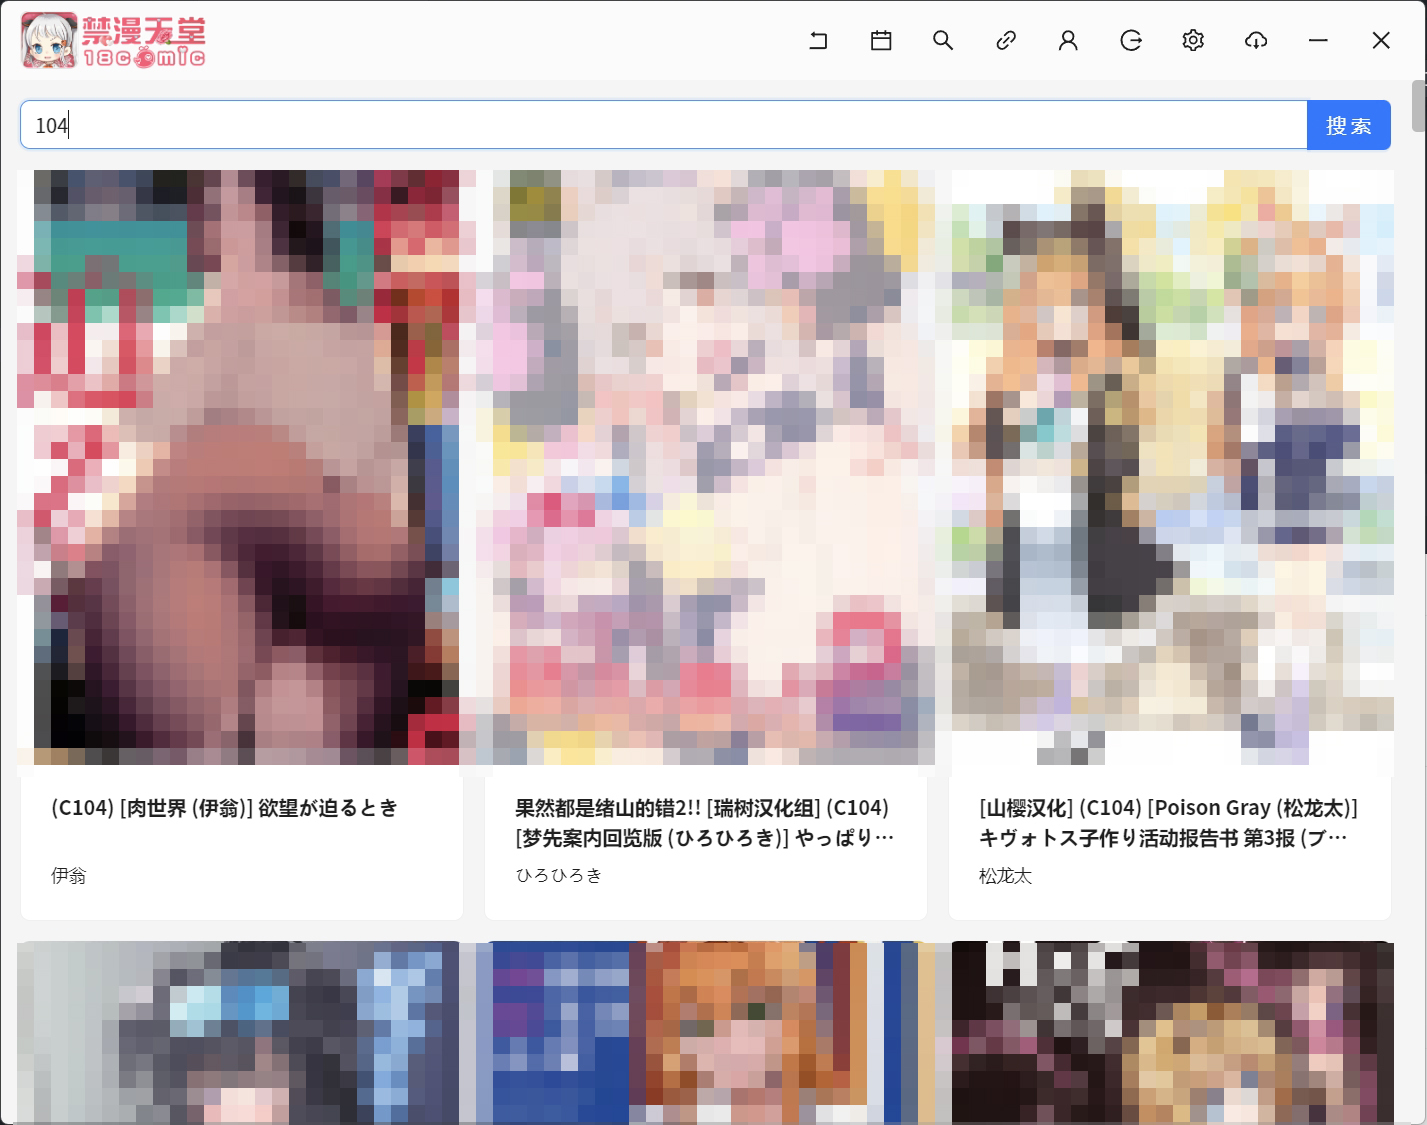 禁漫天堂
18comic
104
搜索
(C104) [肉世界 (伊翁)] 欲望が迫るとき
伊翁
果然都是绪山的错2!! [瑞树汉化组] (C104)
[梦先案内回览版 (ひろひろき)] やっぱり…
ひろひろき
[山樱汉化] (C104) [Poison Gray (松龙太)]
キヴォトス子作り活动报告书 第3报 (ブ…
松龙太